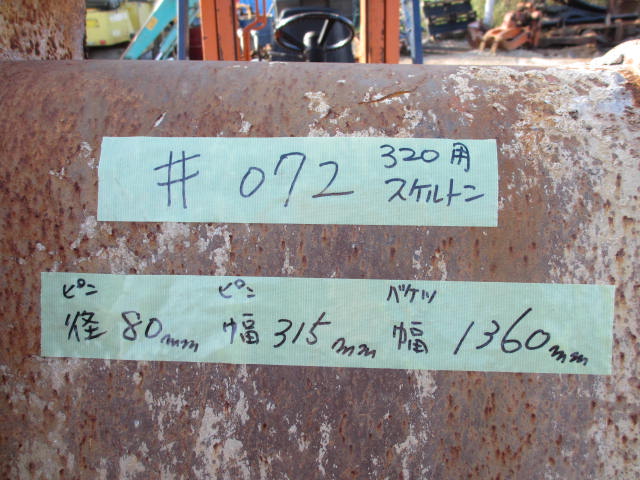 # 072 320用
スケルトン
ピン ピン バケツ
径 80mm 幅 315mm 幅 1360mm